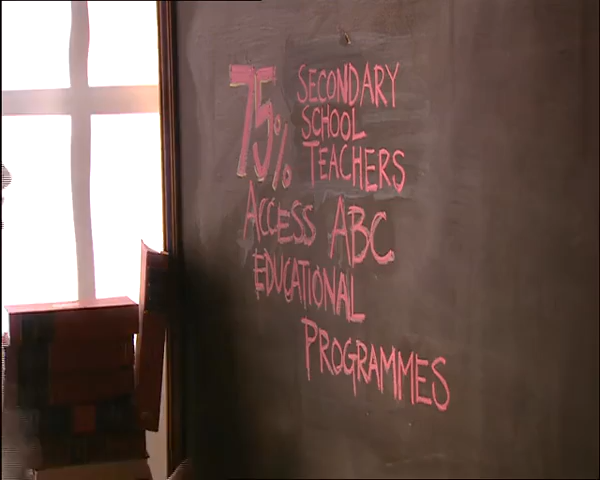 75% SECONDARY
SCHOOL
TEACHERS
ACCESS ABC
EDUCATIONAL
PROGRAMMES